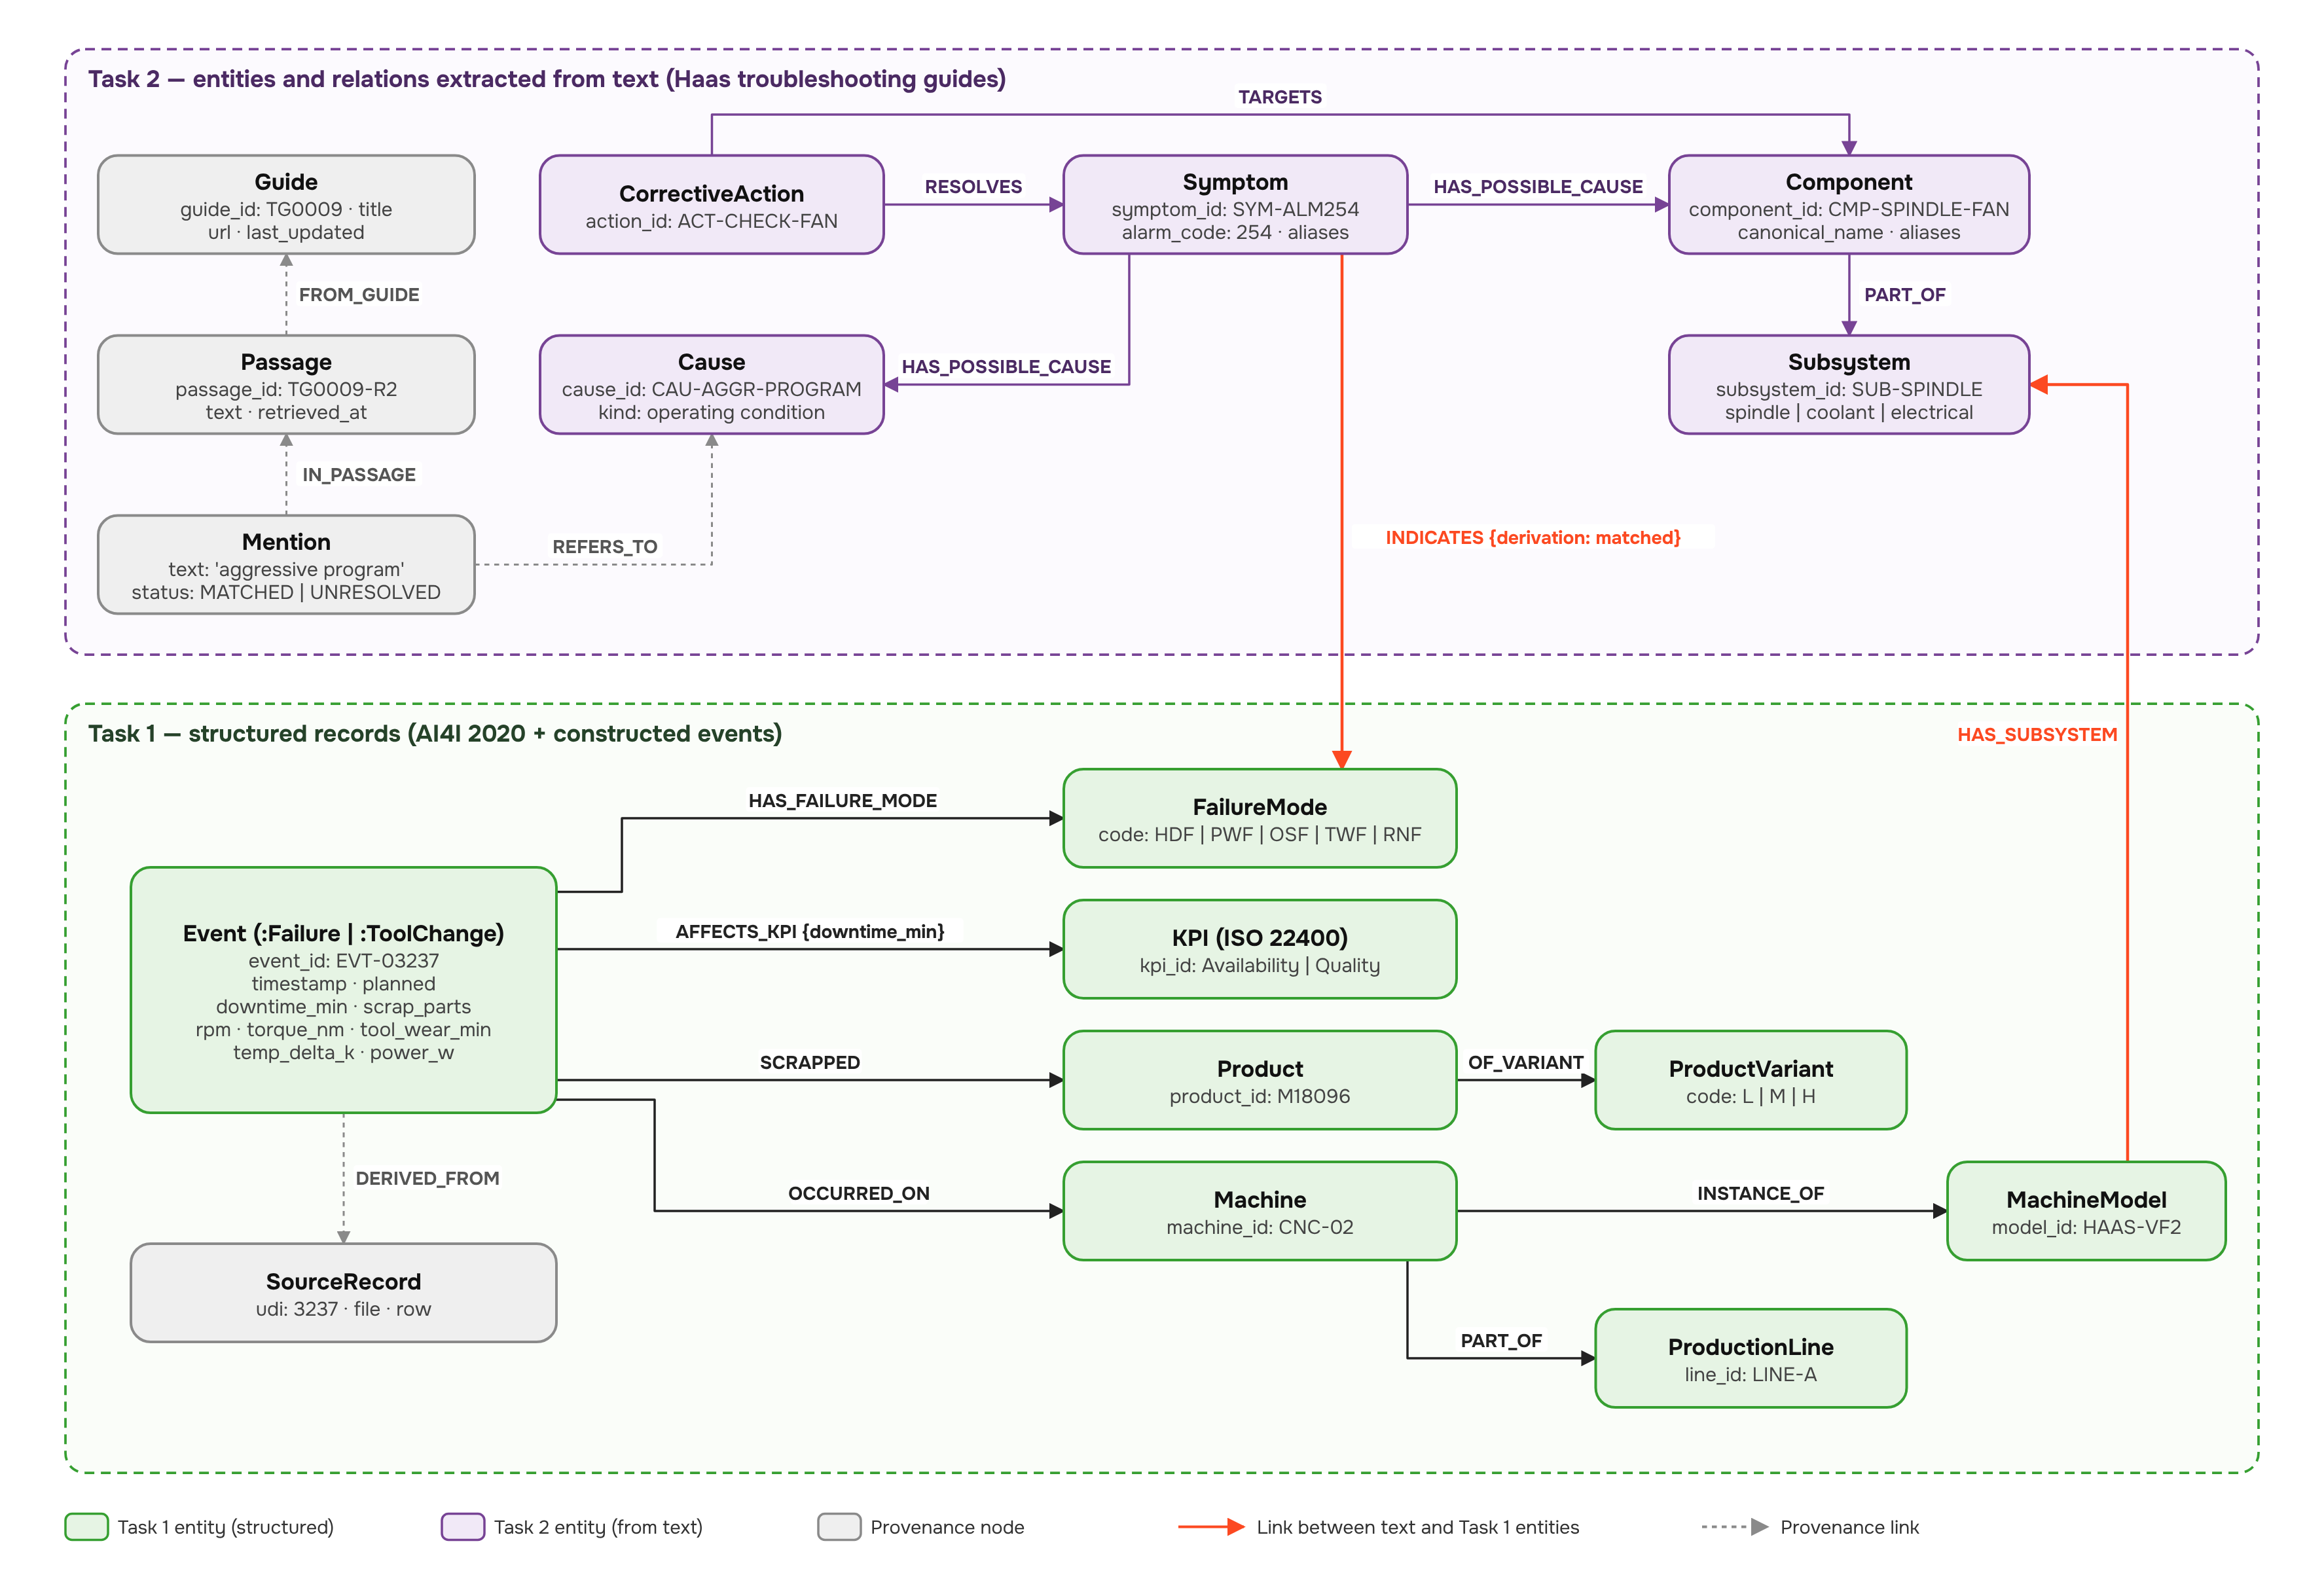 Task 2 — entities and relations extracted from text (Haas troubleshooting guides)
TARGETS
Guide
guide_id: TG0009 · title
url · last_updated
CorrectiveAction
action_id: ACT-CHECK-FAN
RESOLVES
Symptom
symptom_id: SYM-ALM254
alarm_code: 254 · aliases
HAS_POSSIBLE_CAUSE
Component
component_id: CMP-SPINDLE-FAN
canonical_name · aliases
FROM_GUIDE
PART_OF
Passage
passage_id: TG0009-R2
text · retrieved_at
Cause
cause_id: CAU-AGGR-PROGRAM
kind: operating condition
HAS_POSSIBLE_CAUSE
Subsystem
subsystem_id: SUB-SPINDLE
spindle | coolant | electrical
IN_PASSAGE
Mention
text: 'aggressive program'
status: MATCHED | UNRESOLVED
REFERS_TO
INDICATES {derivation: matched}
Task 1 — structured records (AI4I 2020 + constructed events)
HAS_SUBSYSTEM
HAS_FAILURE_MODE
FailureMode
code: HDF | PWF | OSF | TWF | RNF
Event (:Failure | :ToolChange)
event_id: EVT-03237
timestamp · planned
downtime_min · scrap_parts
rpm · torque_nm · tool_wear_min
temp_delta_k · power_w
AFFECTS_KPI {downtime_min}
KPI (ISO 22400)
kpi_id: Availability | Quality
SCRAPPED
Product
product_id: M18096
OF_VARIANT
ProductVariant
code: L | M | H
DERIVED_FROM
OCCURRED_ON
Machine
machine_id: CNC-02
INSTANCE_OF
MachineModel
model_id: HAAS-VF2
SourceRecord
udi: 3237 · file · row
PART_OF
ProductionLine
line_id: LINE-A
Task 1 entity (structured)
Task 2 entity (from text)
Provenance node
Link between text and Task 1 entities
Provenance link